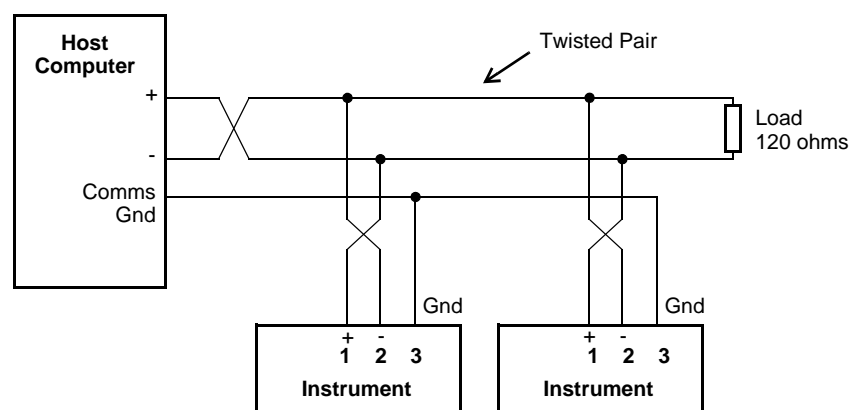 Host
Computer
Twisted Pair
+
-
Load
120 ohms
Comms
Gnd
Gnd
Gnd
+ -
1 2 3
Instrument
+ -
1 2 3
Instrument